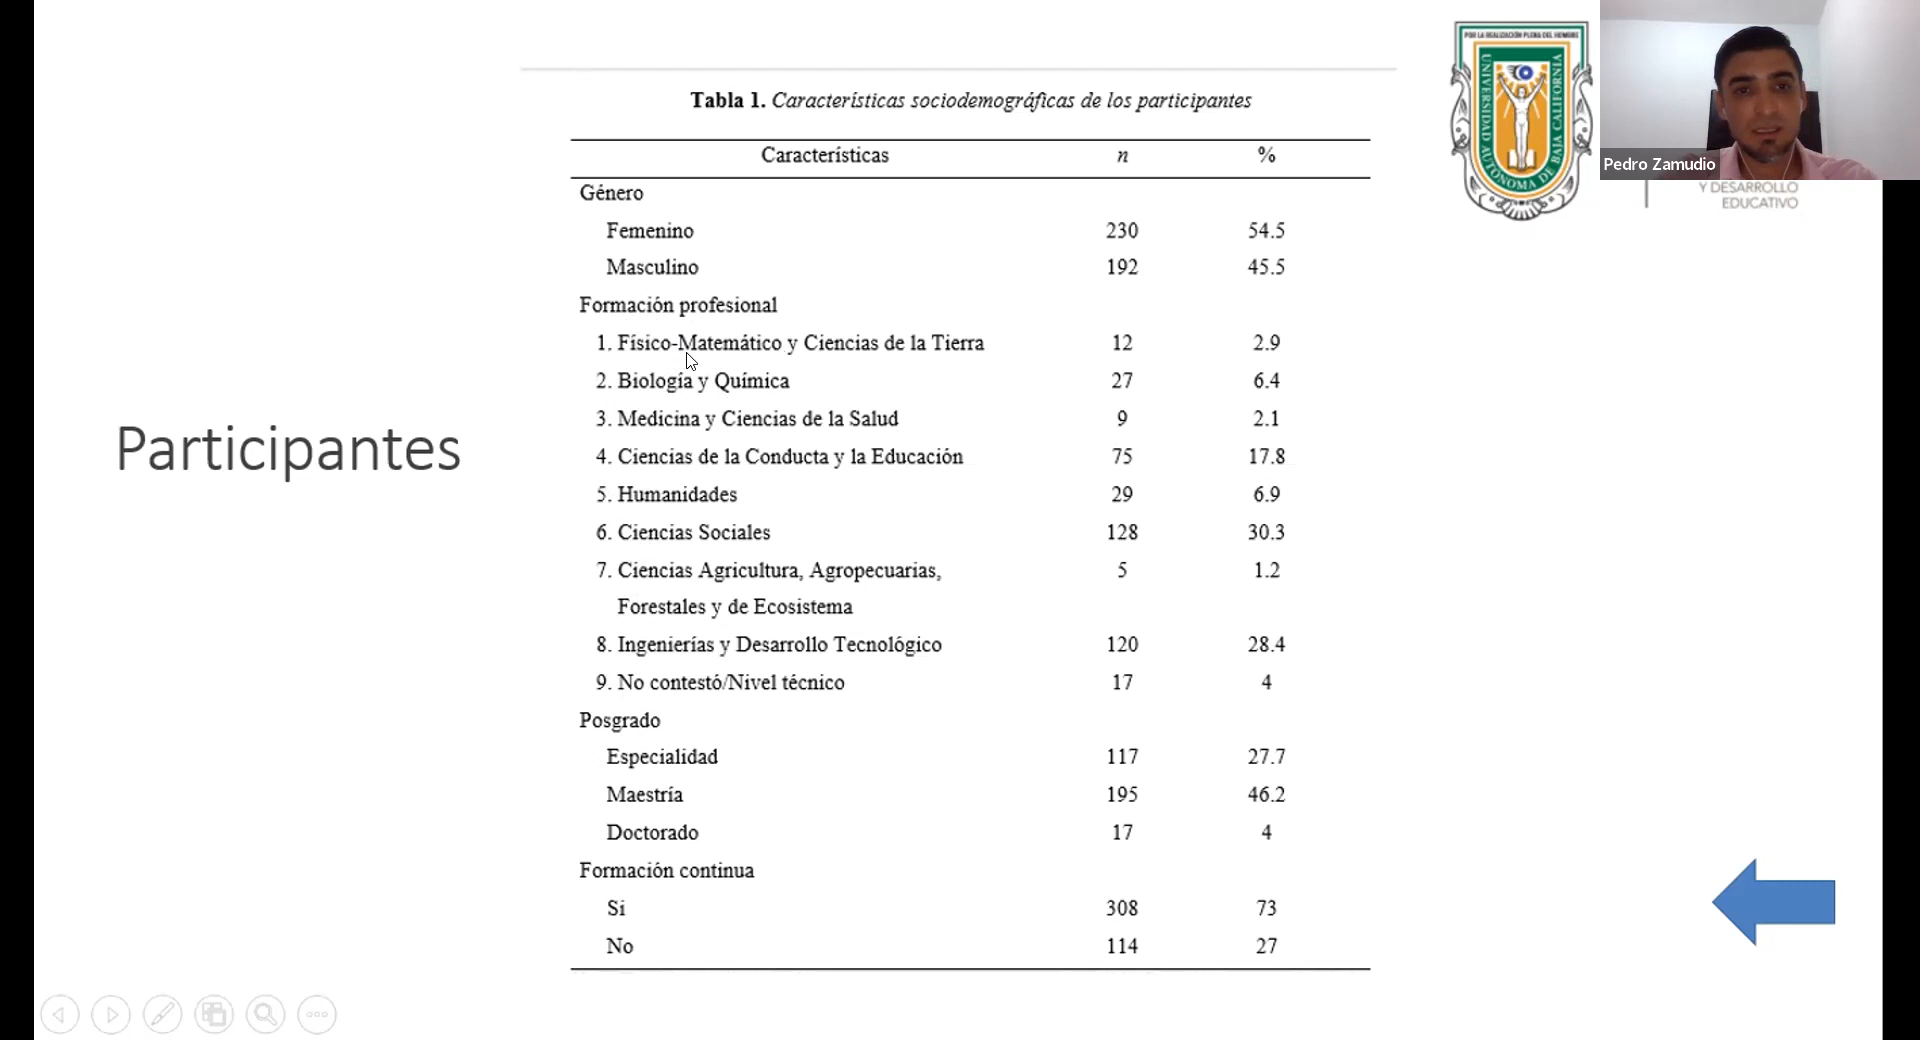 POR LA REALIZACIÓN PLENA DEL HOMBRE
UNIVERSIDAD AUTÓNOMA DE BAJA CALIFORNIA
Pedro Zamudio
Y DESARROLLO
EDUCATIVO
Participantes
Tabla 1. Características sociodemográficas de los participantes
Características n %
Género
Femenino 230 54.5
Masculino 192 45.5
Formación profesional
1. Físico-Matemático y Ciencias de la Tierra 12 2.9
2. Biología y Química 27 6.4
3. Medicina y Ciencias de la Salud 9 2.1
4. Ciencias de la Conducta y la Educación 75 17.8
5. Humanidades 29 6.9
6. Ciencias Sociales 128 30.3
7. Ciencias Agricultura, Agropecuarias, 5 1.2
Forestales y de Ecosistema
8. Ingenierías y Desarrollo Tecnológico 120 28.4
9. No contestó/Nivel técnico 17 4
Posgrado
Especialidad 117 27.7
Maestría 195 46.2
Doctorado 17 4
Formación continua
Si 308 73
No 114 27